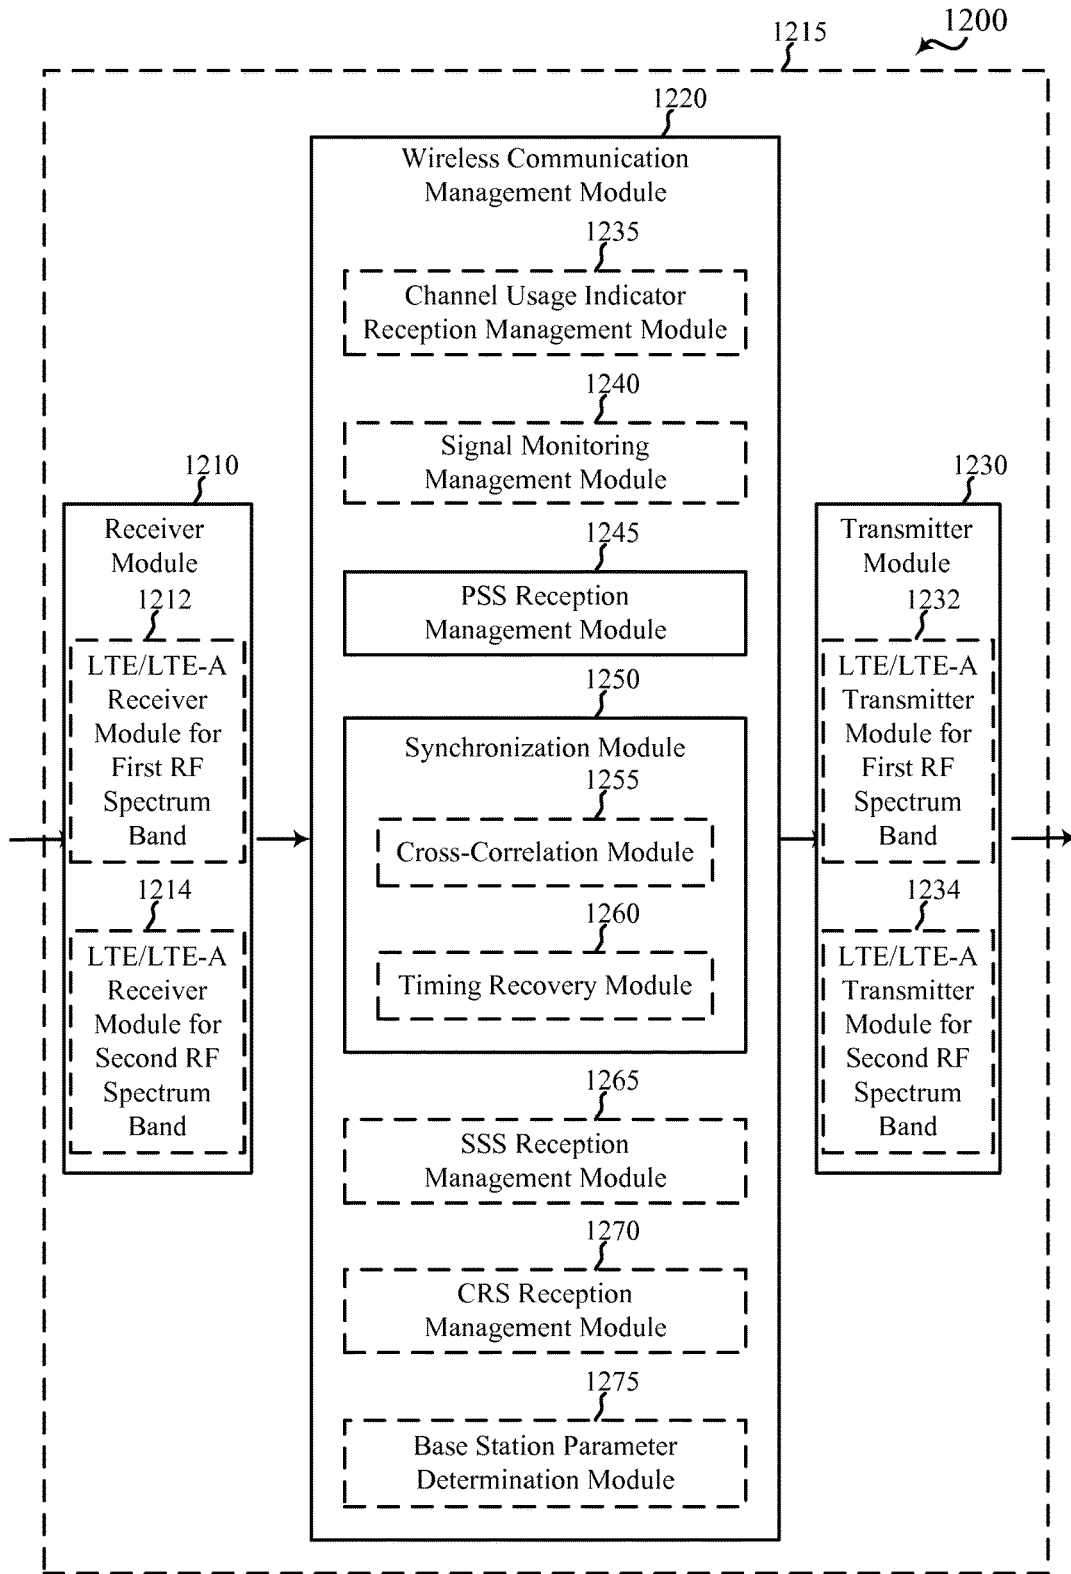 1200
1215
1220
Wireless Communication
Management Module
1235
Channel Usage Indicator
Reception Management Module
1240
Signal Monitoring
Management Module
1210
Receiver
Module
1212
LTE/LTE-A
Receiver
Module for
First RF
Spectrum
Band
1214
LTE/LTE-A
Receiver
Module for
Second RF
Spectrum
Band
1245
PSS Reception
Management Module
1250
Synchronization Module
1255
Cross-Correlation Module
1260
Timing Recovery Module
1265
SSS Reception
Management Module
1270
CRS Reception
Management Module
1275
Base Station Parameter
Determination Module
1230
Transmitter
Module
1232
LTE/LTE-A
Transmitter
Module for
First RF
Spectrum
Band
1234
LTE/LTE-A
Transmitter
Module for
Second RF
Spectrum
Band